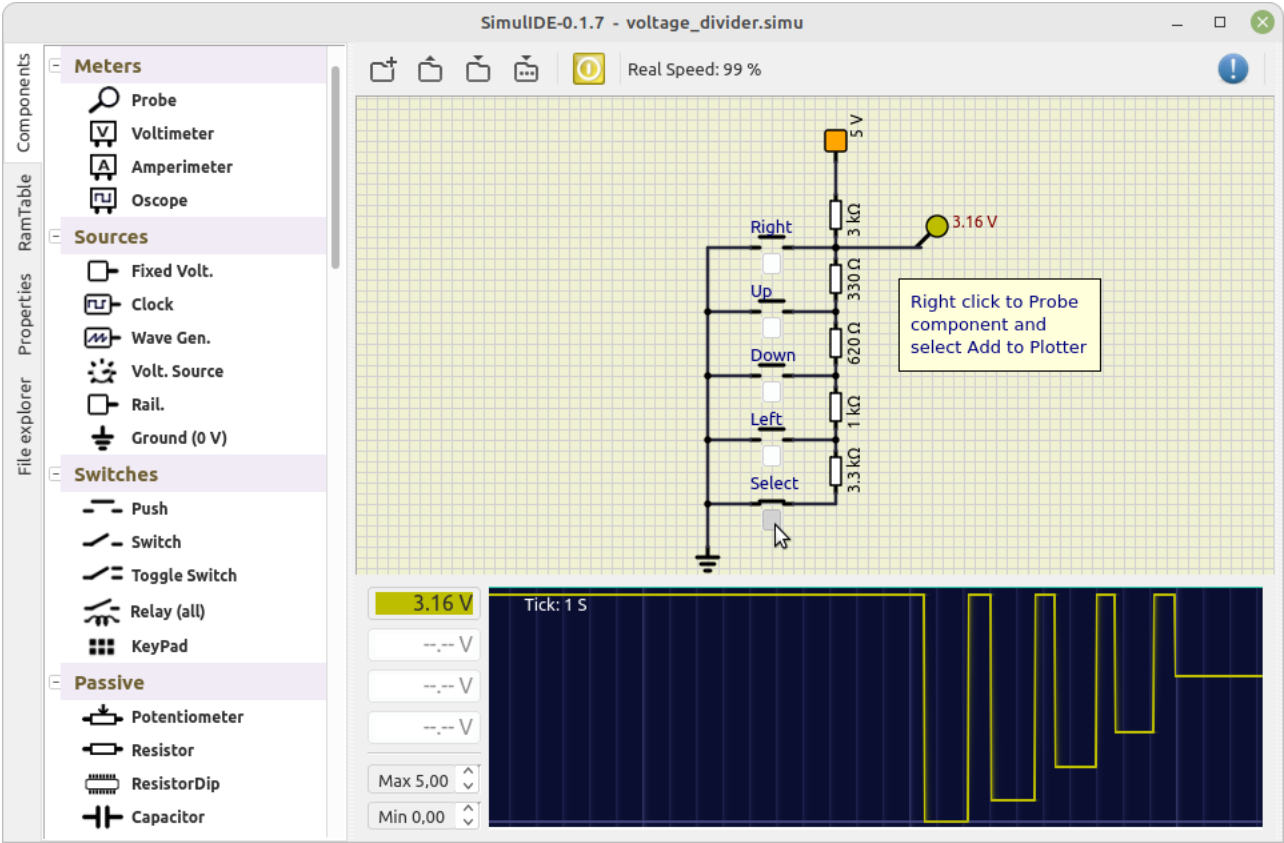 SimulIDE-0.1.7 - voltage_divider.simu
Components
RamTable
Properties
File explorer
Meters
Probe
Voltimeter
Amperimeter
Oscope
Sources
Fixed Volt.
Clock
Wave Gen.
Volt. Source
Rail.
Ground (0 V)
Switches
Push
Switch
Toggle Switch
Relay (all)
KeyPad
Passive
Potentiometer
Resistor
ResistorDip
Capacitor
Real Speed: 99 %
5 V
3 kΩ
3.16 V
Right
330 Ω
Up
620 Ω
Down
1 kΩ
Left
3.3 kΩ
Select
Right click to Probe
component and
select Add to Plotter
3.16 V
--.-- V
--.-- V
--.-- V
Max 5,00
Min 0,00
Tick: 1 S